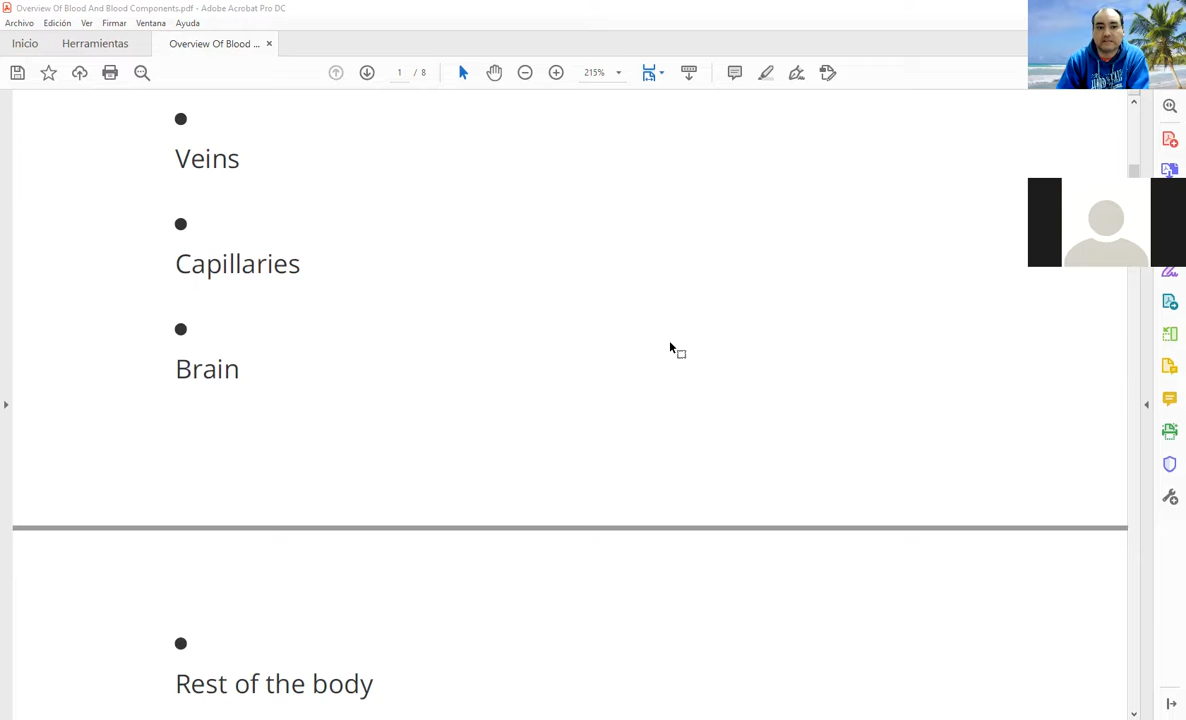 Overview Of Blood And Blood Components.pdf - Adobe Acrobat Pro DC
Archivo Edición Ver Firmar Ventana Ayuda
Inicio Herramientas Overview Of Blood ... ×
1 / 8 215%
Veins
Capillaries
Brain
Rest of the body